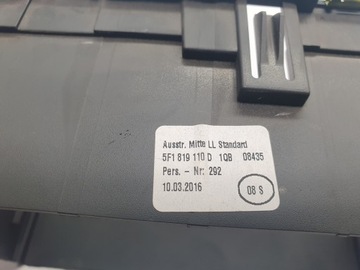 Ausstr. Mitte LL Standard
5F1 819 110 D 1QB 08435
Pers. - Nr: 292
10.03.2016 08 S